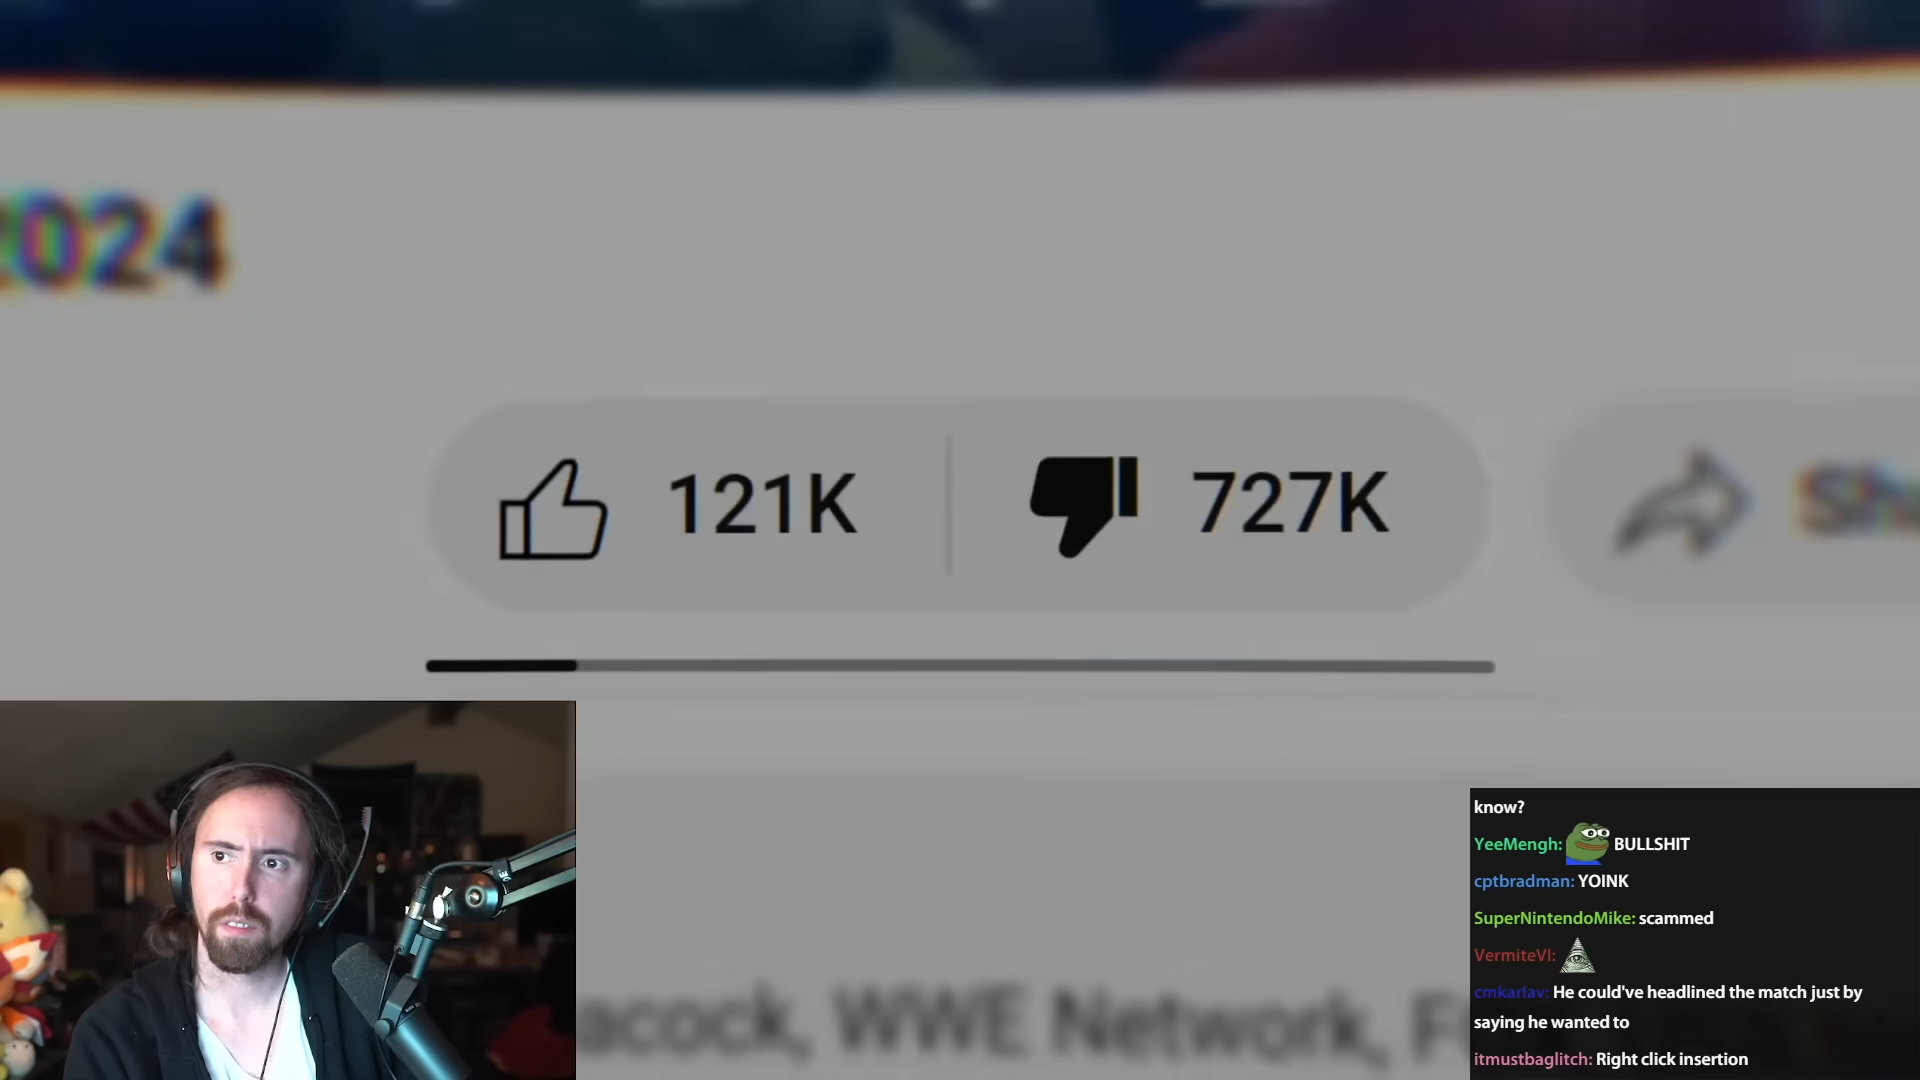 2024
121K
727K
acock, WWE Network, F
know?
YeeMengh: BULLSHIT
cptbradman: YOINK
SuperNintendoMike: scammed
VermiteVI:
cmkarlav: He could've headlined the match just by
saying he wanted to
itmustbaglitch: Right click insertion